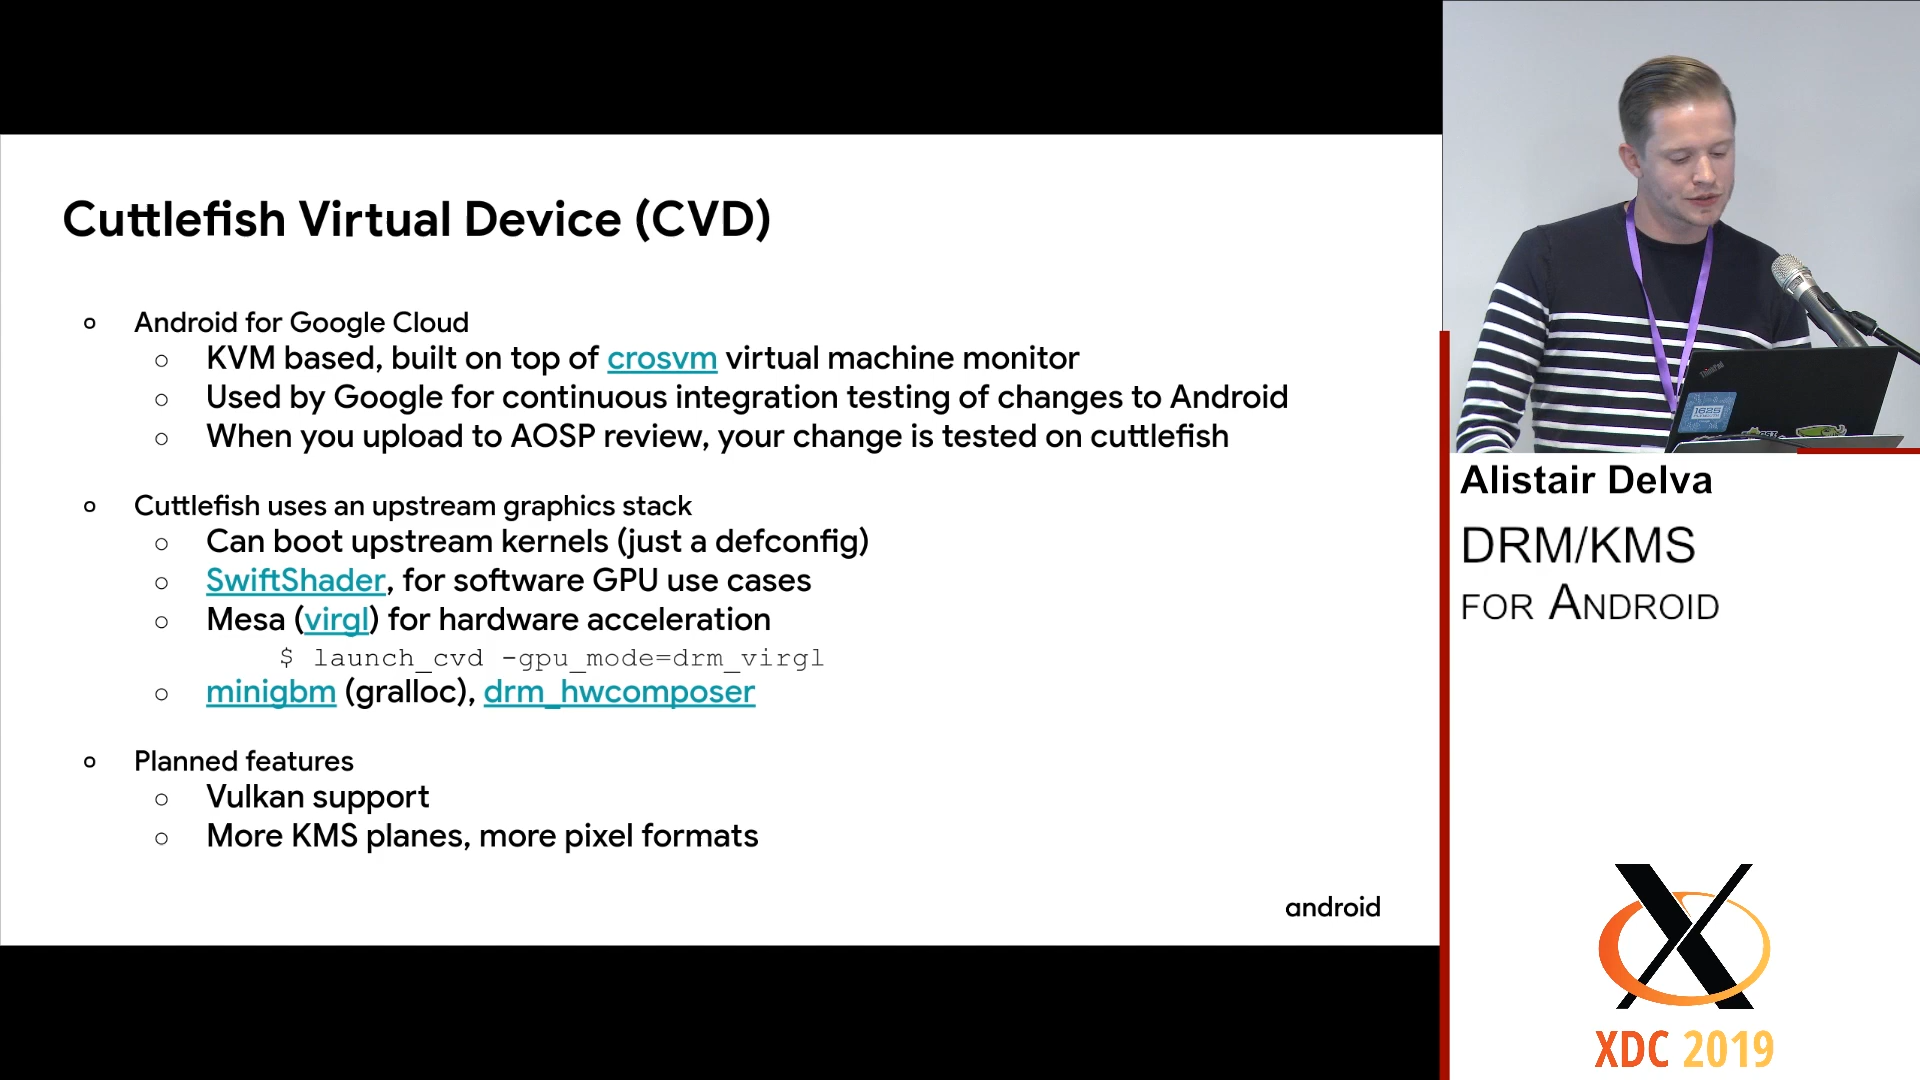 Cuttlefish Virtual Device (CVD)
Android for Google Cloud
KVM based, built on top of crosvm virtual machine monitor
Used by Google for continuous integration testing of changes to Android
When you upload to AOSP review, your change is tested on cuttlefish
Cuttlefish uses an upstream graphics stack
Can boot upstream kernels (just a defconfig)
SwiftShader, for software GPU use cases
Mesa (virgl) for hardware acceleration
$ launch_cvd -gpu_mode=drm_virgl
minigbm (gralloc), drm_hwcomposer
Planned features
Vulkan support
More KMS planes, more pixel formats
android
ThinkPad
1625
Alistair Delva
DRM/KMS
FOR ANDROID
XDC 2019